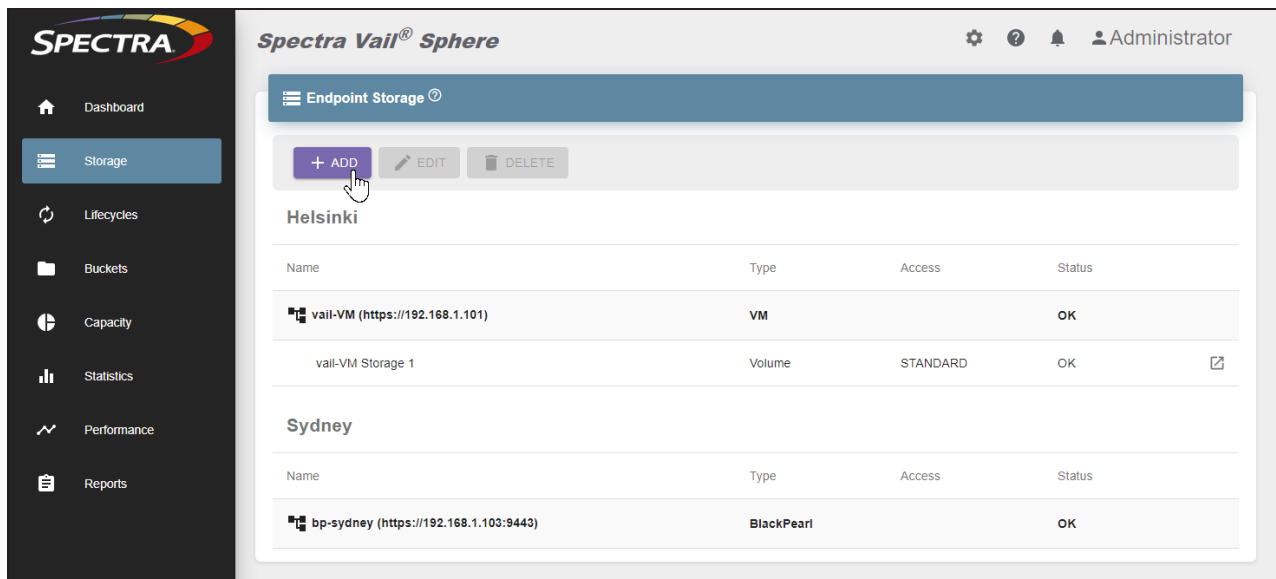 SPECTRA.
Spectra Vail® Sphere
Administrator
Dashboard
Storage
Lifecycles
Buckets
Capacity
Statistics
Performance
Reports
Endpoint Storage
+ ADD
EDIT
DELETE
Helsinki
Name Type Access Status
vail-VM (https://192.168.1.101) VM OK
vail-VM Storage 1 Volume STANDARD OK
Sydney
Name Type Access Status
bp-sydney (https://192.168.1.103:9443) BlackPearl OK